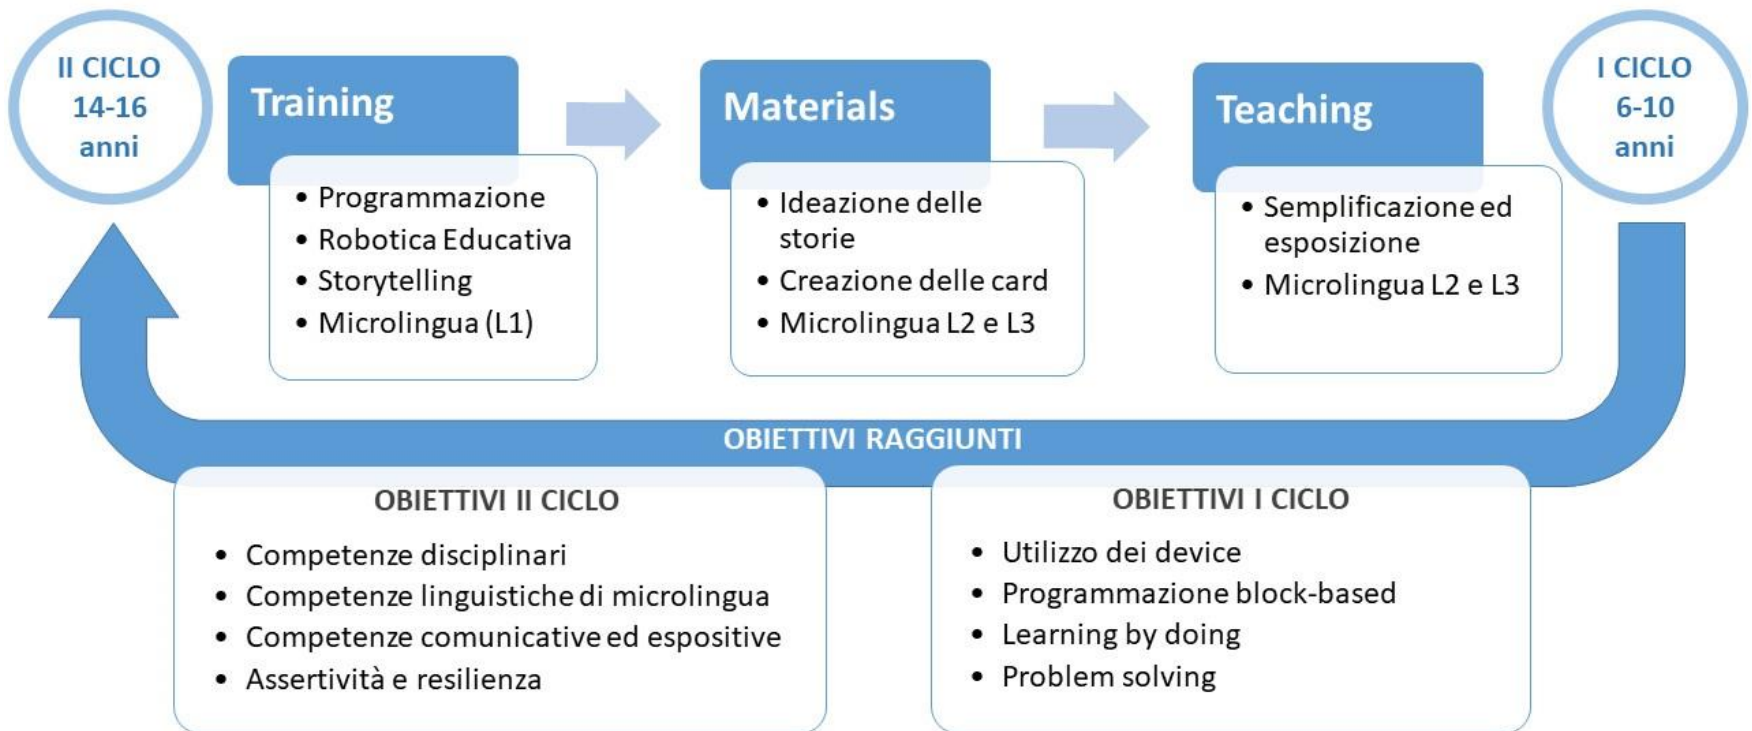 II CICLO
14-16
anni
Training
• Programmazione
• Robotica Educativa
• Storytelling
• Microlingua (L1)
Materials
• Ideazione delle
storie
• Creazione delle card
• Microlingua L2 e L3
Teaching
• Semplificazione ed
esposizione
• Microlingua L2 e L3
I CICLO
6-10
anni
OBIETTIVI RAGGIUNTI
OBIETTIVI II CICLO
• Competenze disciplinari
• Competenze linguistiche di microlingua
• Competenze comunicative ed espositive
• Assertività e resilienza
OBIETTIVI I CICLO
• Utilizzo dei device
• Programmazione block-based
• Learning by doing
• Problem solving